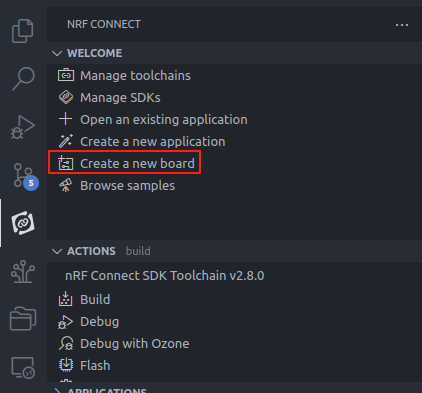 NRF CONNECT
WELCOME
Manage toolchains
Manage SDKs
Open an existing application
Create a new application
Create a new board
Browse samples
5
ACTIONS build
nRF Connect SDK Toolchain v2.8.0
Build
Debug
Debug with Ozone
Flash
APPLICATIONS